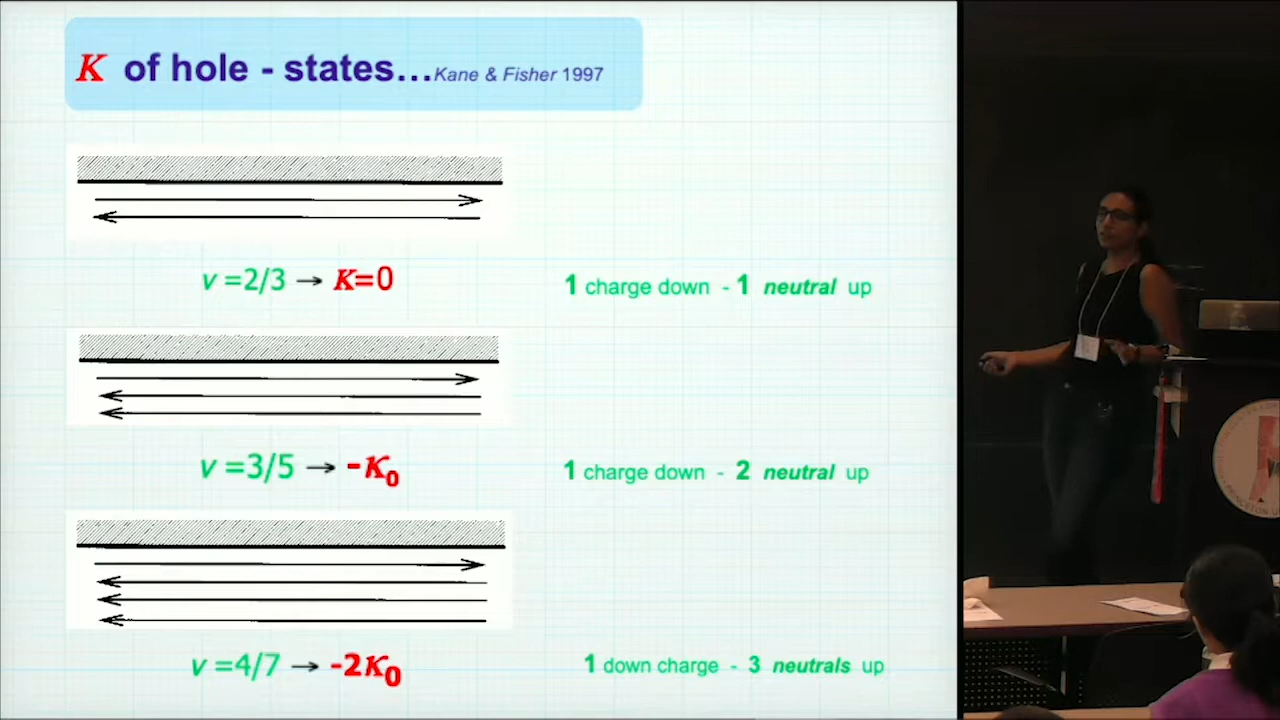 K of hole - states...Kane & Fisher 1997
ν =2/3 → K=0
1 charge down - 1 neutral up
ν =3/5 → -K₀
1 charge down - 2 neutral up
ν =4/7 → -2K₀
1 down charge - 3 neutrals up